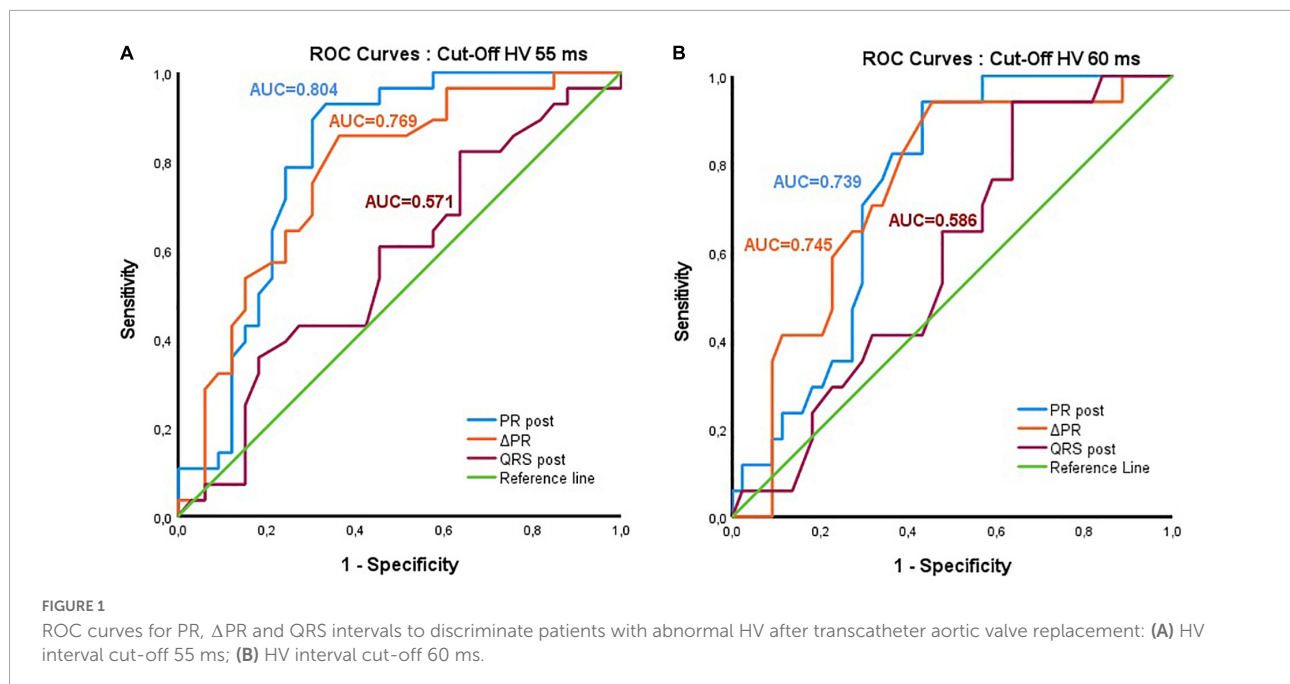 A
ROC Curves : Cut-Off HV 55 ms
1,0
0,8
0,6
0,4
0,2
0,0
Sensitivity
AUC=0.804
AUC=0.769
AUC=0.571
PR post
ΔPR
QRS post
Reference line
0,0 0,2 0,4 0,6 0,8 1,0
1 - Specificity
B
ROC Curves : Cut-Off HV 60 ms
1,0
0,8
0,6
0,4
0,2
0,0
Sensitivity
AUC=0.739
AUC=0.586
AUC=0.745
PR post
ΔPR
QRS post
Reference Line
0,0 0,2 0,4 0,6 0,8 1,0
1 - Specificity
FIGURE 1
ROC curves for PR, ΔPR and QRS intervals to discriminate patients with abnormal HV after transcatheter aortic valve replacement: (A) HV
interval cut-off 55 ms; (B) HV interval cut-off 60 ms.